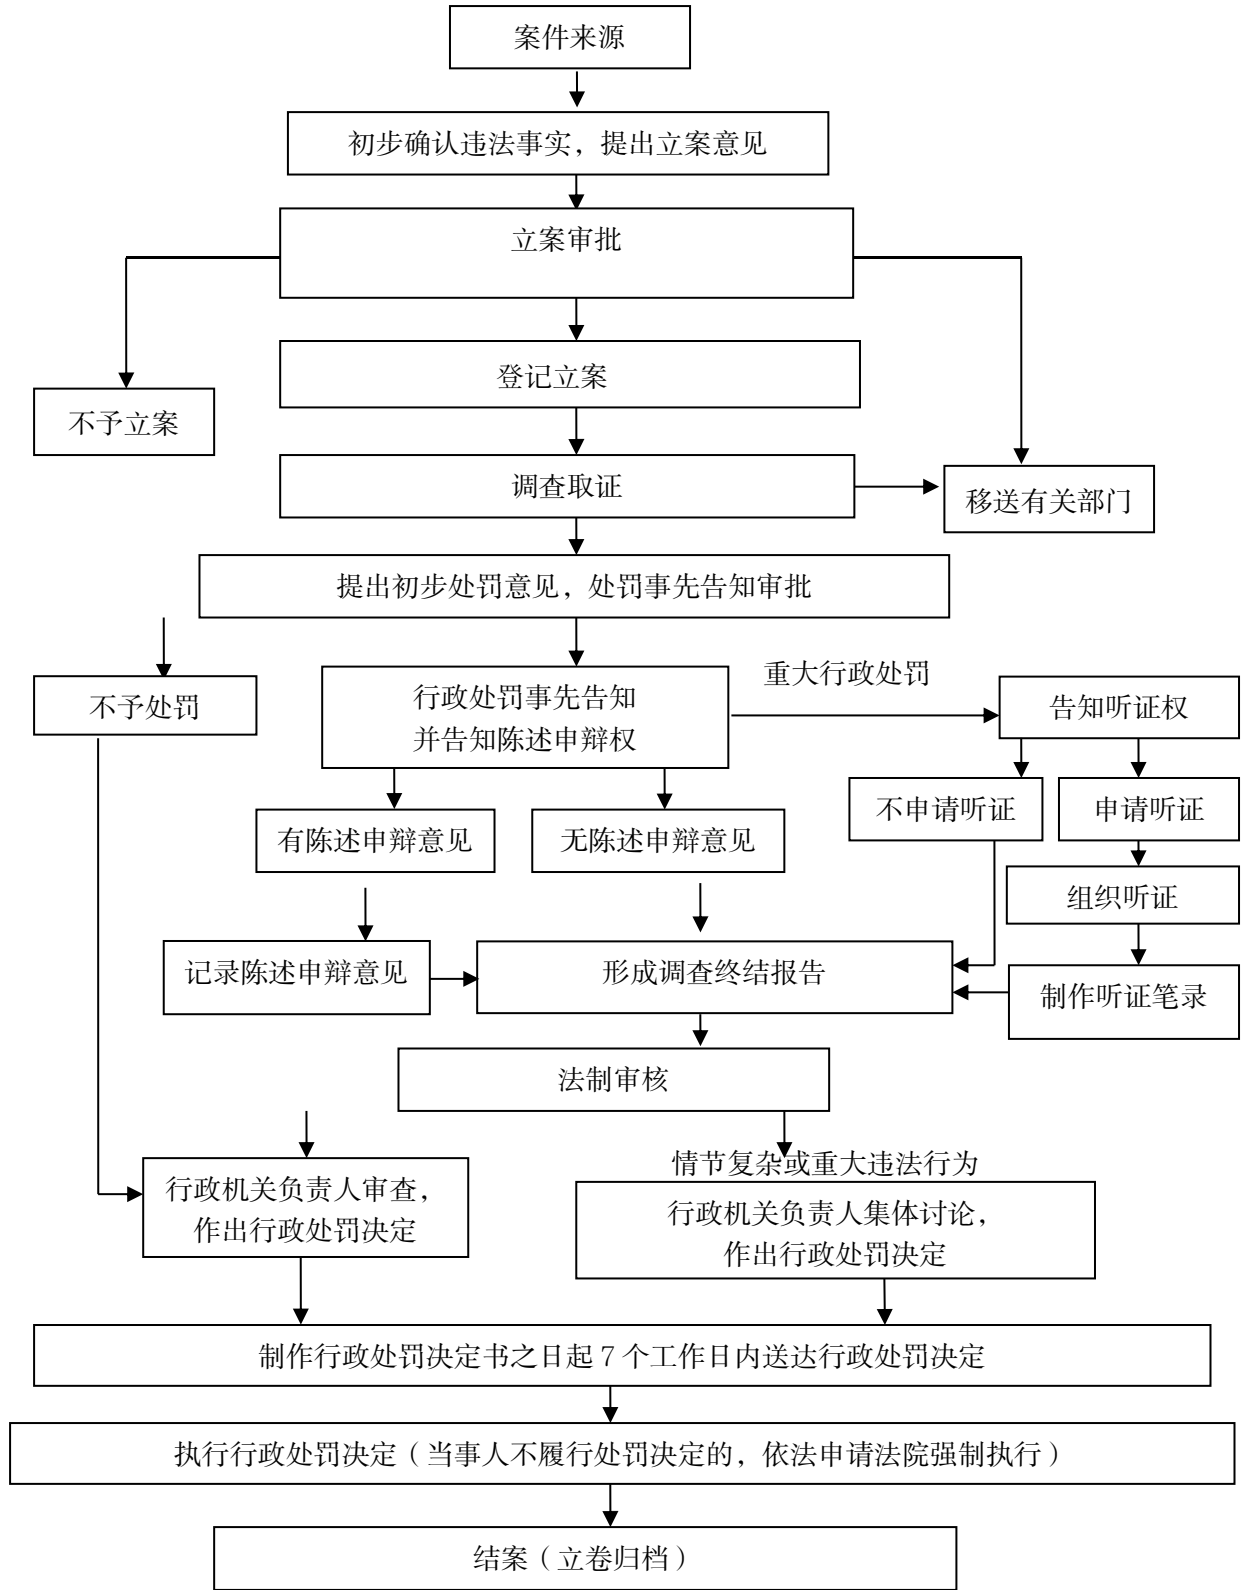 案件来源
初步确认违法事实，提出立案意见
立案审批
登记立案
不予立案
调查取证
移送有关部门
提出初步处罚意见，处罚事先告知审批
重大行政处罚
不予处罚
行政处罚事先告知
并告知陈述申辩权
告知听证权
有陈述申辩意见
无陈述申辩意见
不申请听证
申请听证
组织听证
记录陈述申辩意见
形成调查终结报告
制作听证笔录
法制审核
情节复杂或重大违法行为
行政机关负责人审查，
作出行政处罚决定
行政机关负责人集体讨论，
作出行政处罚决定
制作行政处罚决定书之日起7个工作日内送达行政处罚决定
执行行政处罚决定（当事人不履行处罚决定的，依法申请法院强制执行）
结案（立卷归档）